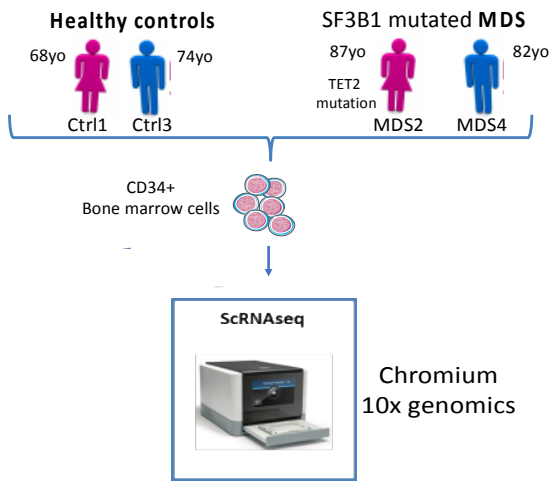 Healthy controls
SF3B1 mutated MDS
68yo
74yo
87yo
82yo
TET2
mutation
Ctrl1
Ctrl3
MDS2
MDS4
CD34+
Bone marrow cells
ScRNAseq
Chromium
10x genomics